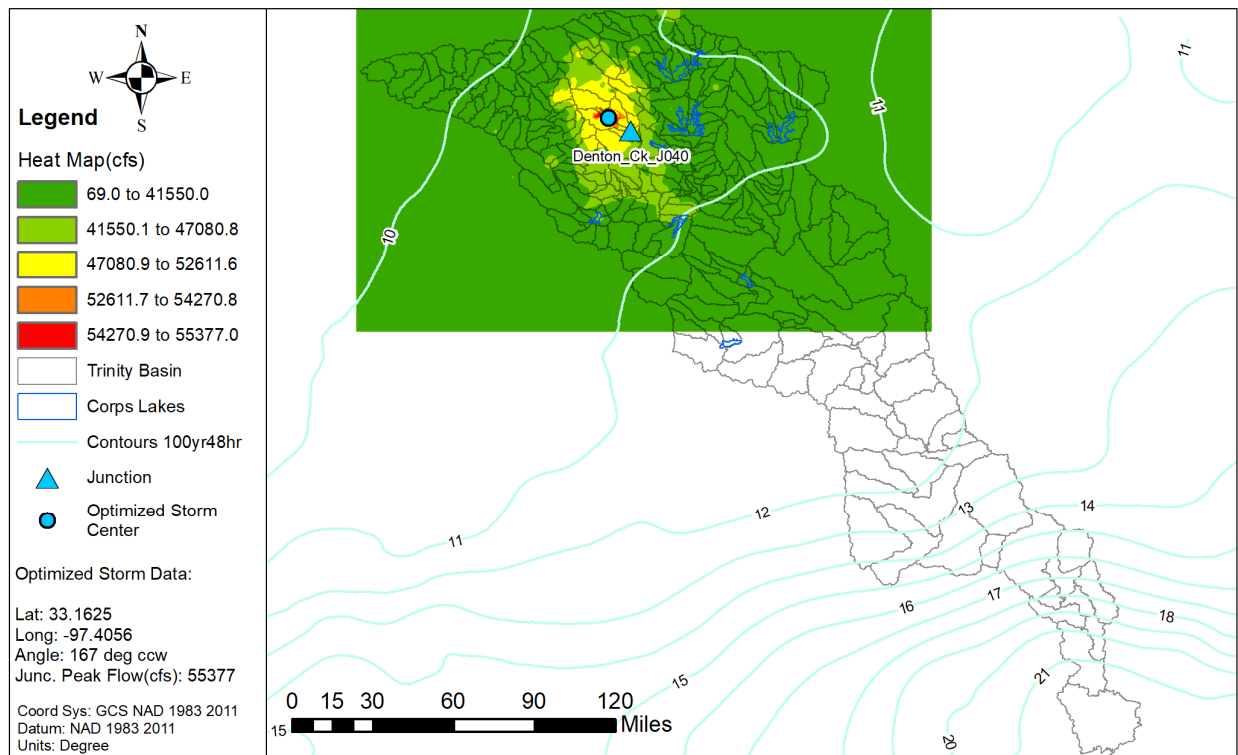 N
W E
S
Legend
Heat Map(cfs)
69.0 to 41550.0
41550.1 to 47080.8
47080.9 to 52611.6
52611.7 to 54270.8
54270.9 to 55377.0
Trinity Basin
Corps Lakes
Contours 100yr48hr
Junction
Optimized Storm
Center
Optimized Storm Data:
Lat: 33.1625
Long: -97.4056
Angle: 167 deg ccw
Junc. Peak Flow(cfs): 55377
Coord Sys: GCS NAD 1983 2011
Datum: NAD 1983 2011
Units: Degree
11
11
Denton_Ck_J040
10
12
13
14
11
16
17
18
15
21
20
15
0 15 30 60 90 120
Miles